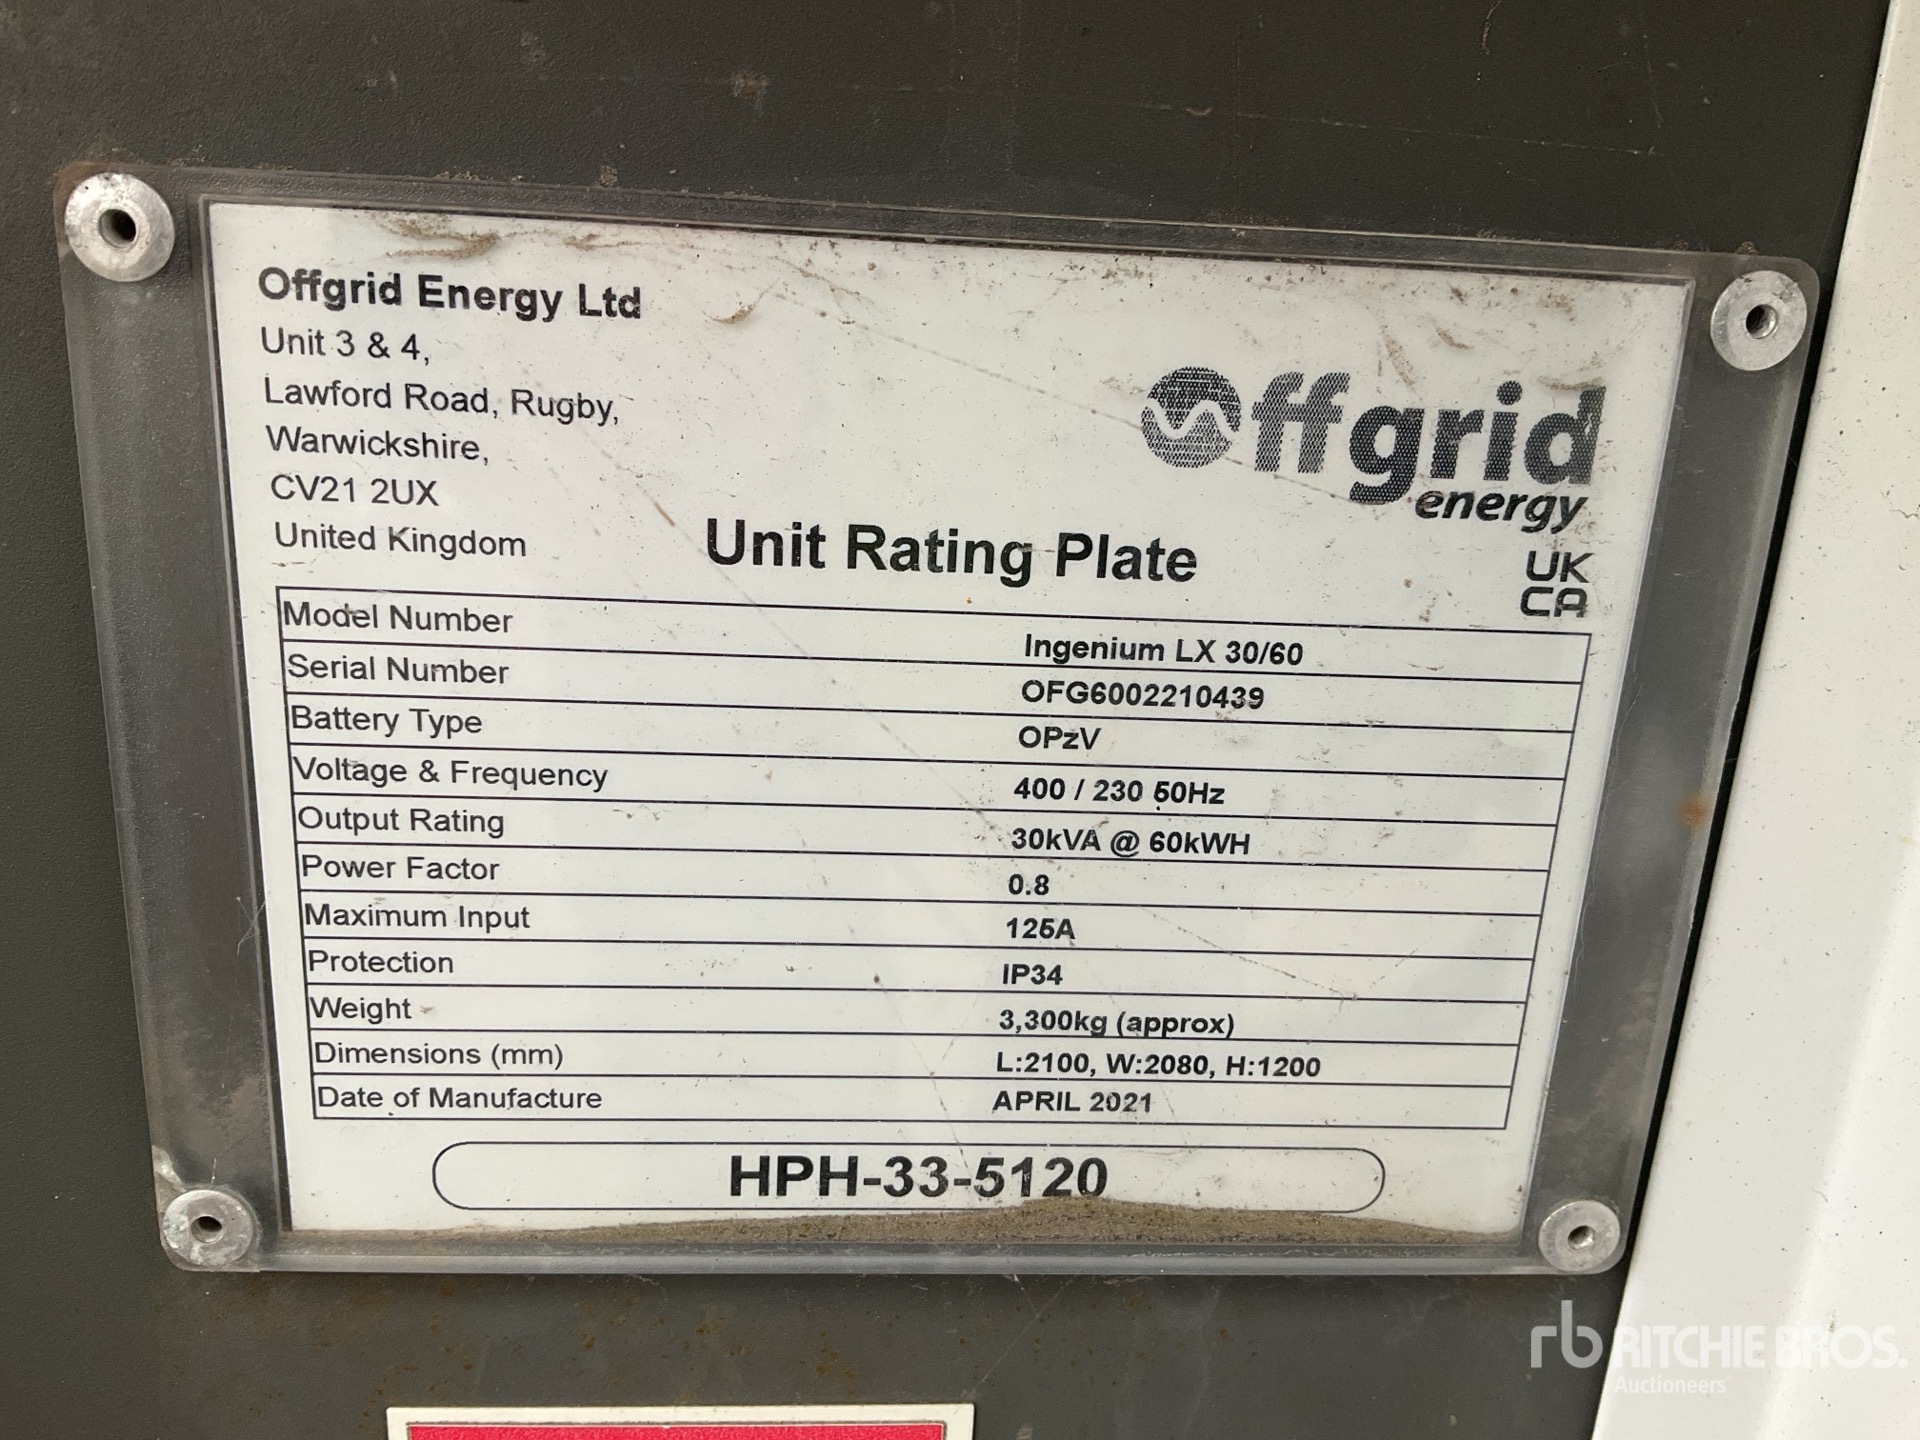 Offgrid Energy Ltd
Unit 3 & 4,
Lawford Road, Rugby,
Warwickshire,
CV21 2UX
United Kingdom
Offgrid
energy
Unit Rating Plate
UK
CA
Model Number Ingenium LX 30/60
Serial Number OFG6002210439
Battery Type OPzV
Voltage & Frequency 400 / 230 50Hz
Output Rating 30kVA @ 60kWH
Power Factor 0.8
Maximum Input 125A
Protection IP34
Weight 3,300kg (approx)
Dimensions (mm) L:2100, W:2080, H:1200
Date of Manufacture APRIL 2021
HPH-33-5120
rb RITCHIE BROS.
Auctioneers